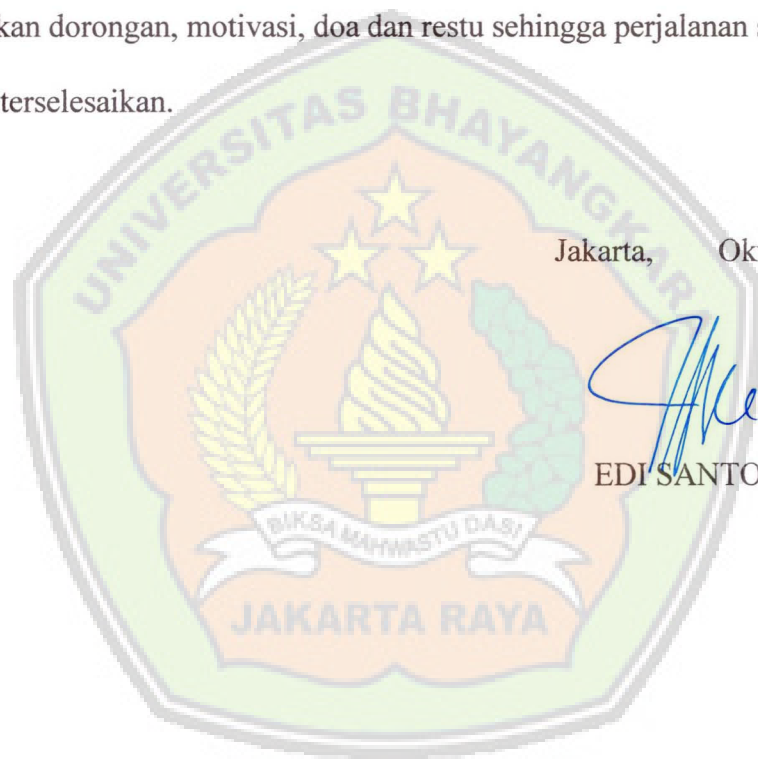 kan dorongan, motivasi, doa dan restu sehingga perjalanan s
terselesaikan.
UNIVERSITAS BHAYANGKARA
Jakarta, Ok
EDI SANTO
BIKSA MAHWASTU DASI
JAKARTA RAYA